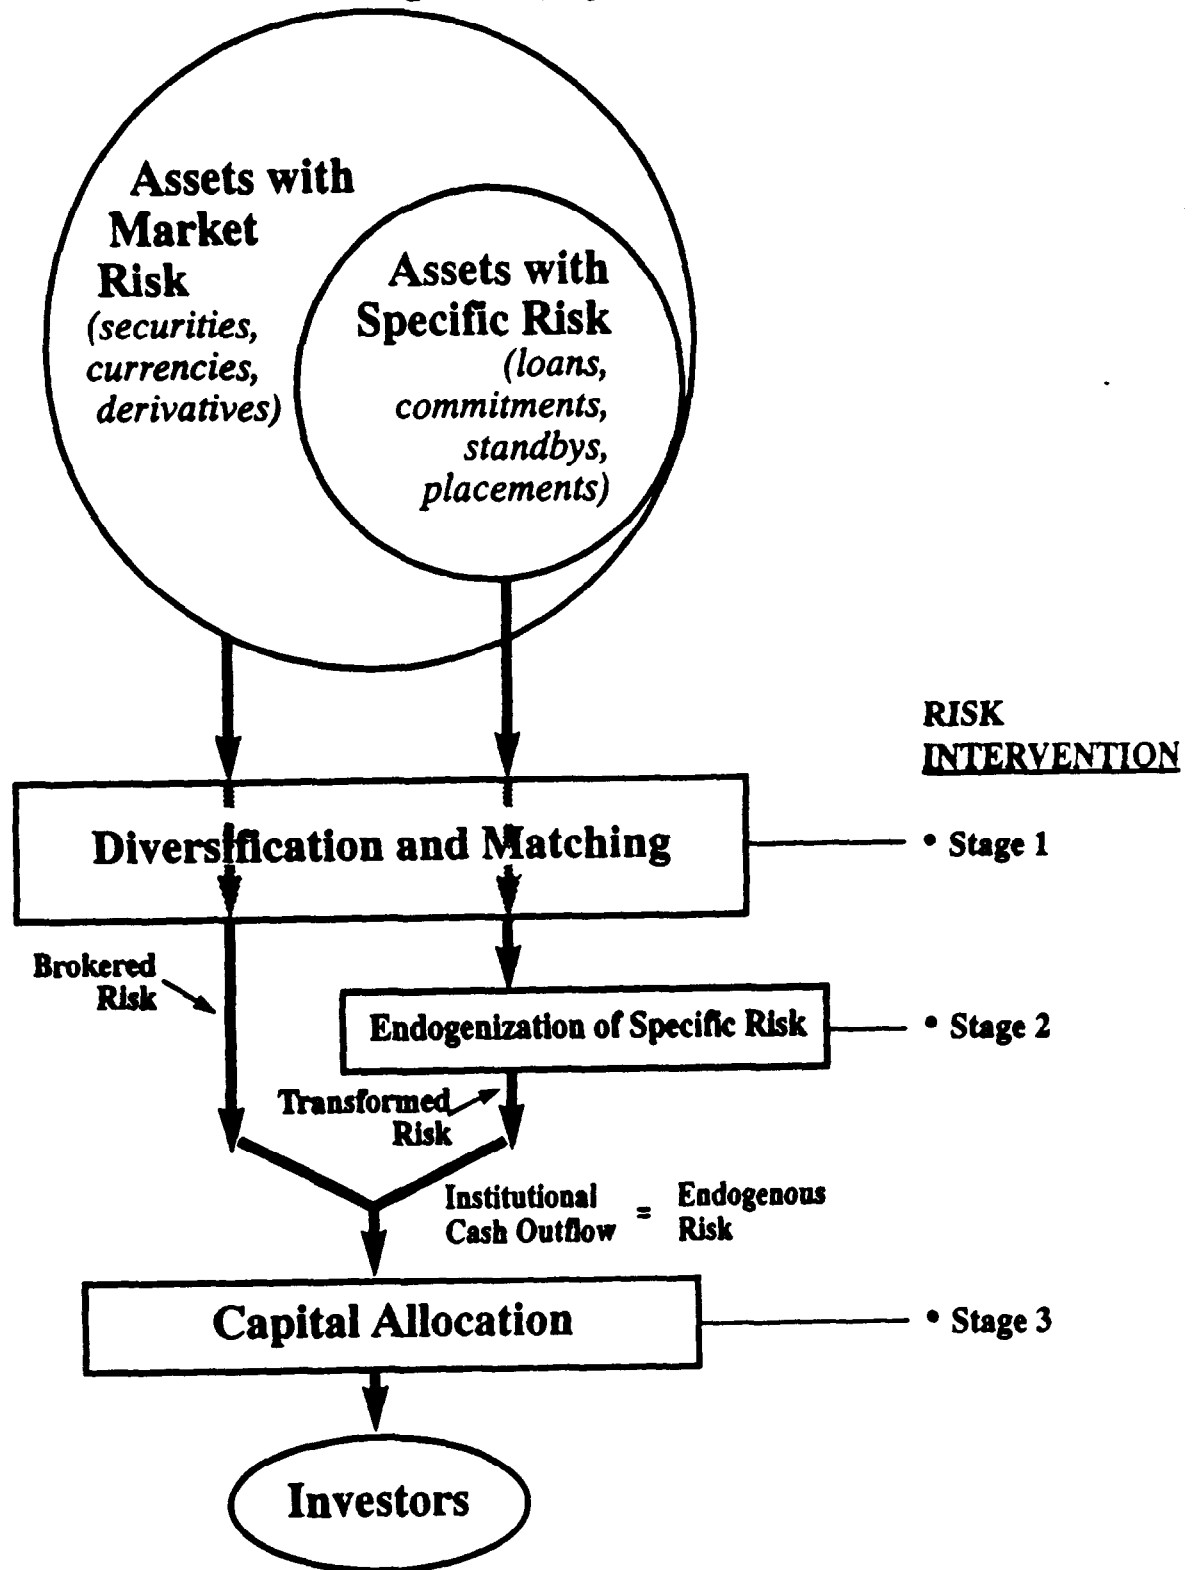 Assets with
Market
Risk
(securities,
currencies,
derivatives)
Assets with
Specific Risk
(loans,
commitments,
standbys,
placements)
RISK
INTERVENTION
Diversification and Matching
• Stage 1
Brokered
Risk
Endogenization of Specific Risk
• Stage 2
Transformed
Risk
Institutional
Cash Outflow
=
Endogenous
Risk
Capital Allocation
• Stage 3
Investors